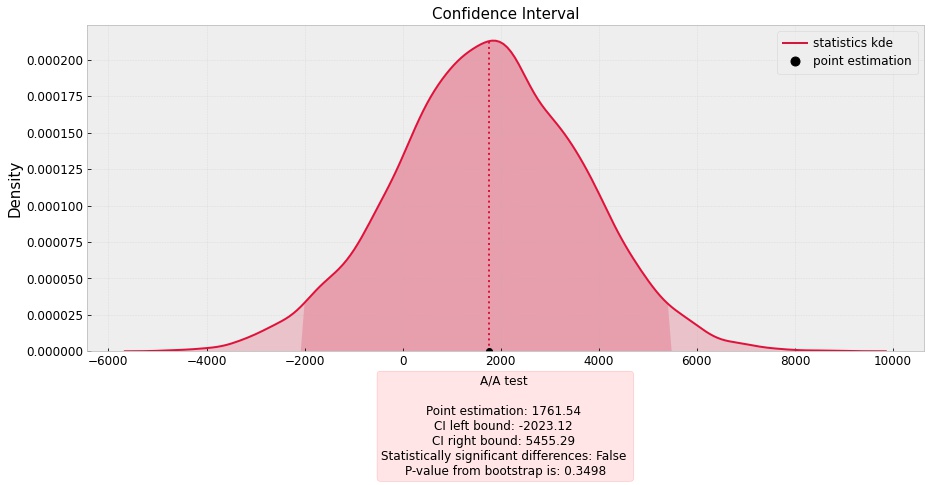 Confidence Interval
statistics kde
point estimation
Density
0.000200
0.000175
0.000150
0.000125
0.000100
0.000075
0.000050
0.000025
0.000000
−6000 −4000 −2000 0 2000 4000 6000 8000 10000
A/A test
Point estimation: 1761.54
CI left bound: -2023.12
CI right bound: 5455.29
Statistically significant differences: False
P-value from bootstrap is: 0.3498